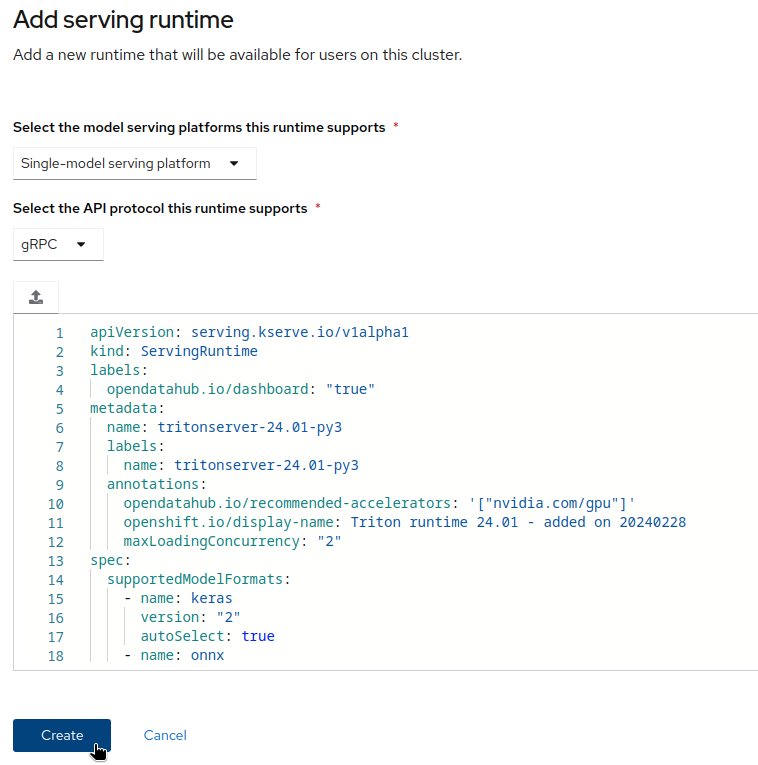 Add serving runtime
Add a new runtime that will be available for users on this cluster.
Select the model serving platforms this runtime supports *
Single-model serving platform
Select the API protocol this runtime supports *
gRPC
1 apiVersion: serving.kserve.io/v1alpha1
2 kind: ServingRuntime
3 labels:
4   opendatahub.io/dashboard: "true"
5 metadata:
6   name: tritonserver-24.01-py3
7   labels:
8     name: tritonserver-24.01-py3
9   annotations:
10     opendatahub.io/recommended-accelerators: '["nvidia.com/gpu"]'
11     openshift.io/display-name: Triton runtime 24.01 - added on 20240228
12     maxLoadingConcurrency: "2"
13 spec:
14   supportedModelFormats:
15     - name: keras
16       version: "2"
17       autoSelect: true
18     - name: onnx
Create Cancel